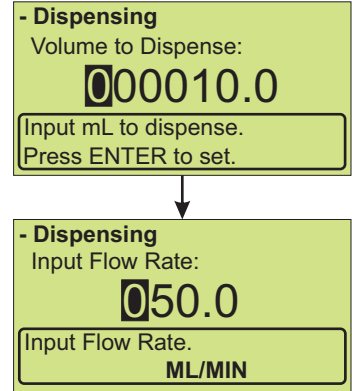 - Dispensing
Volume to Dispense:
000010.0
Input mL to dispense.
Press ENTER to set.
- Dispensing
Input Flow Rate:
050.0
Input Flow Rate.
ML/MIN